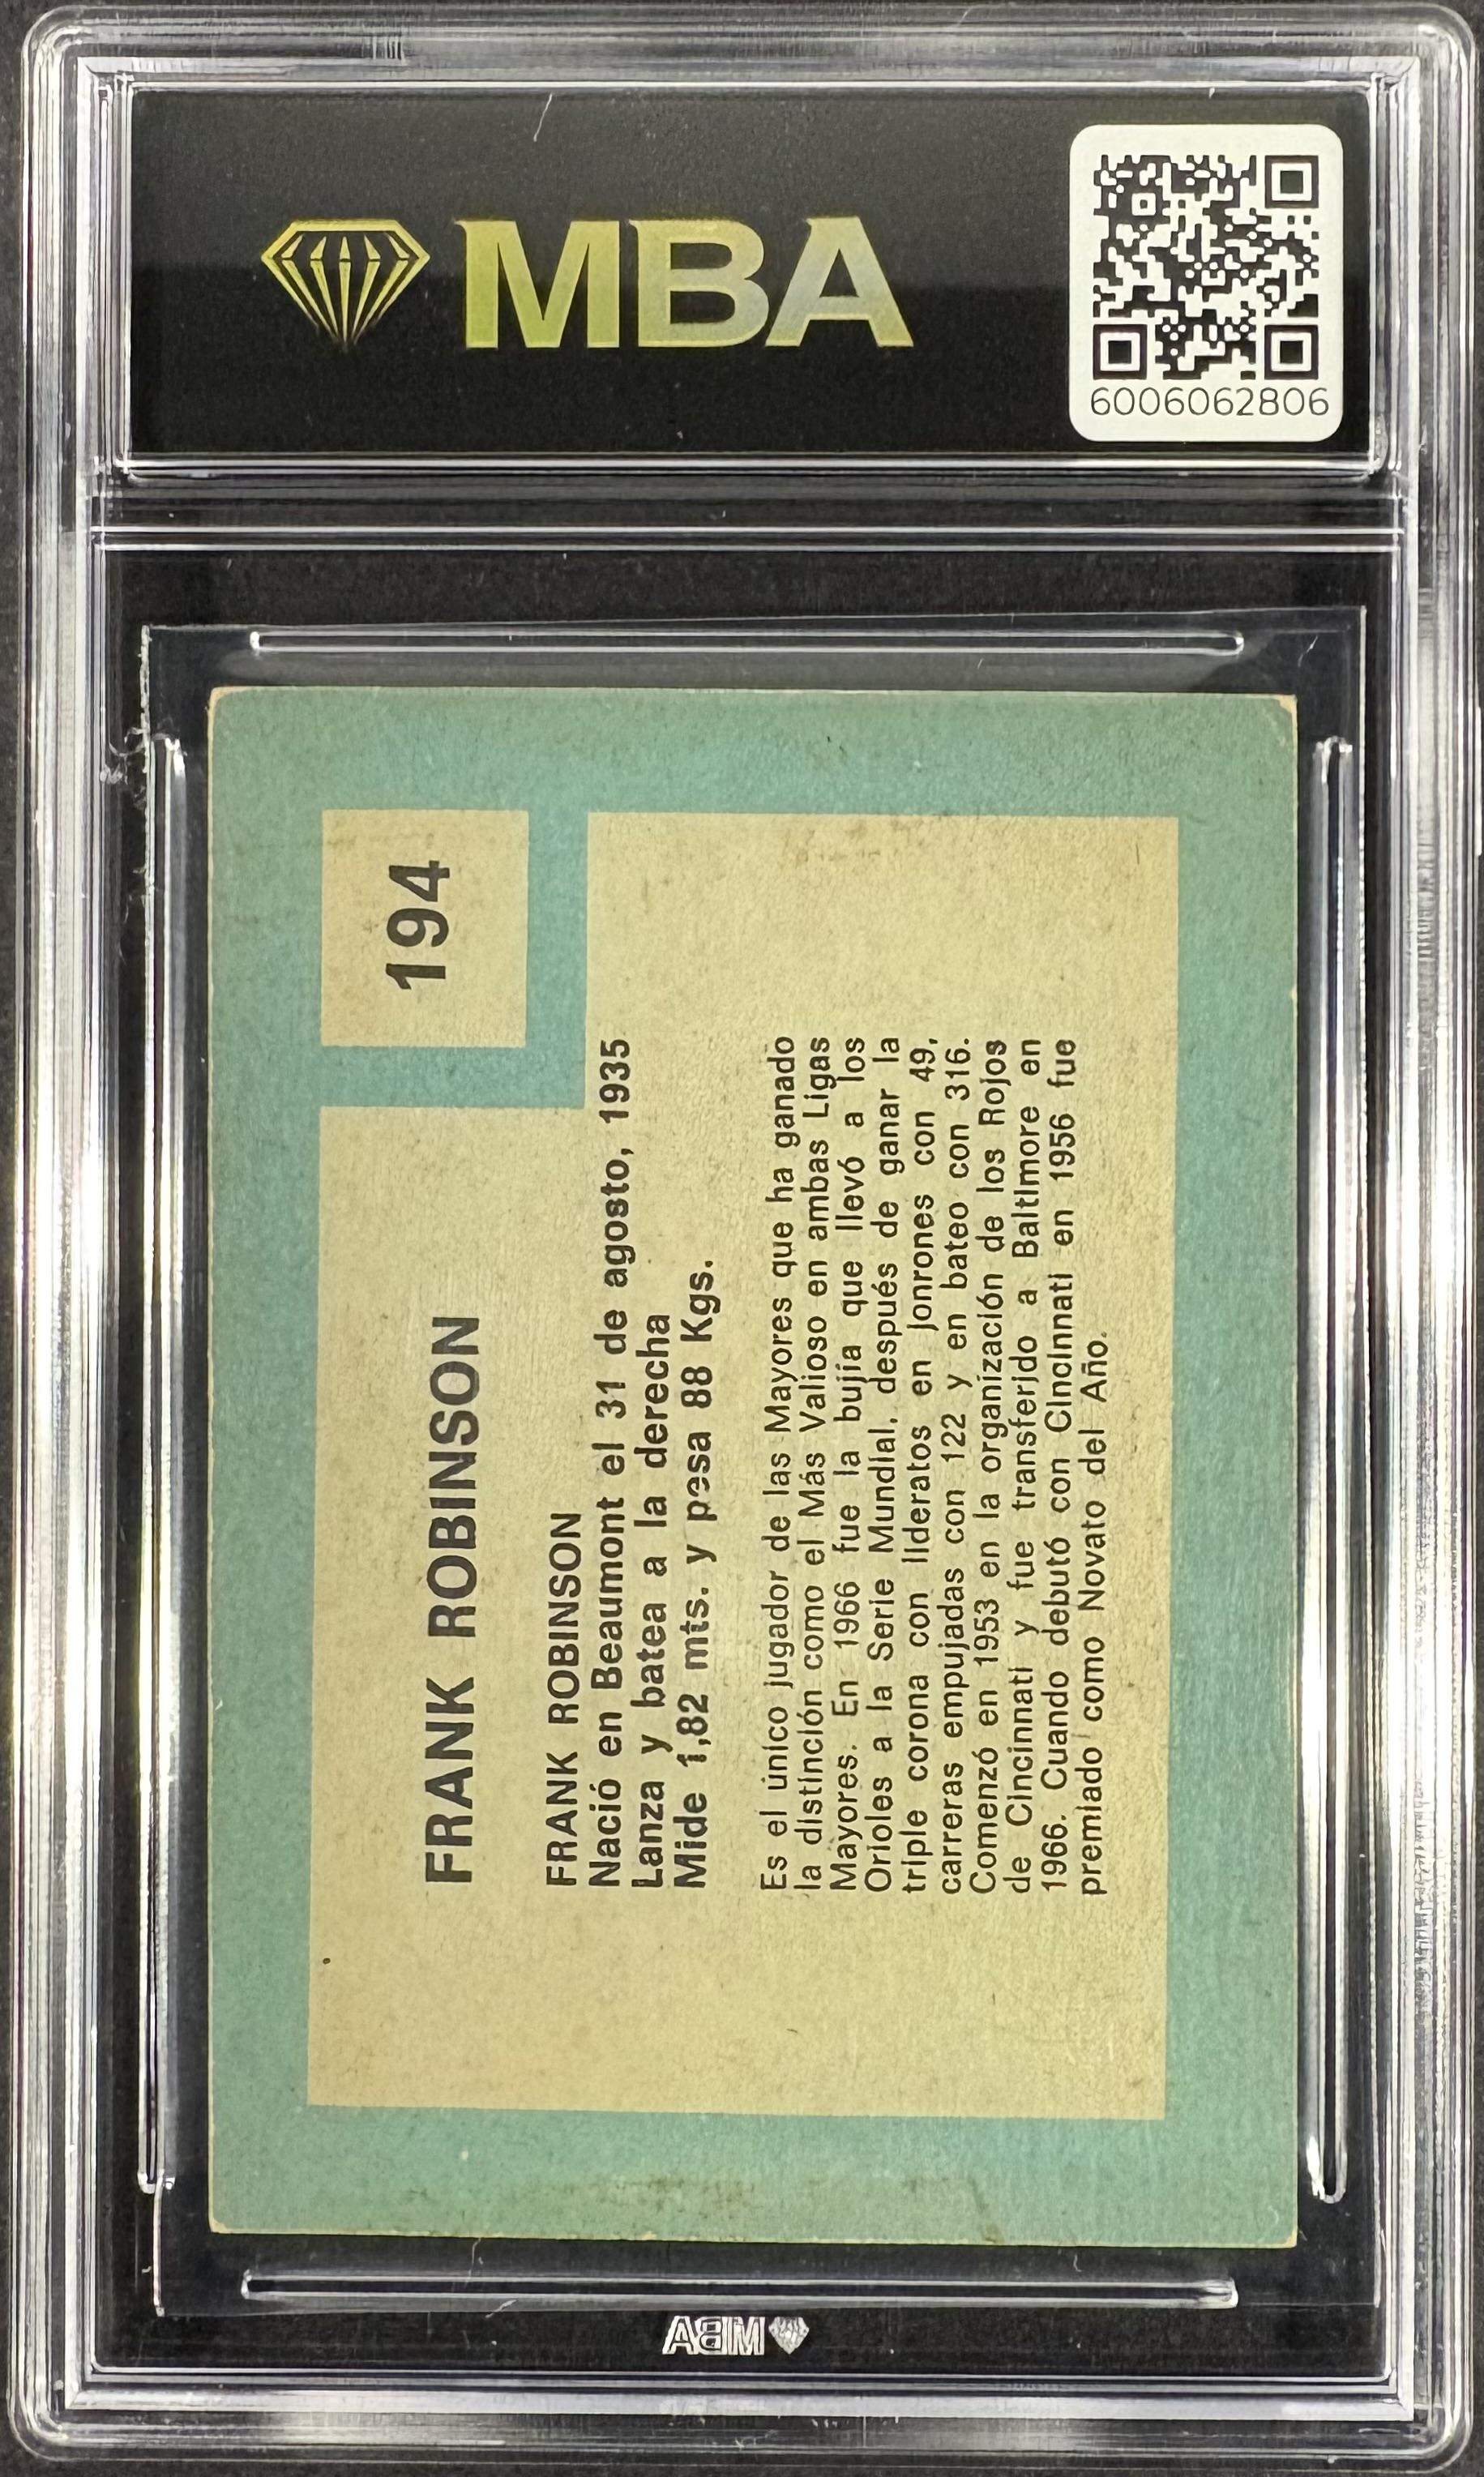 MBA
6006062806
194
FRANK ROBINSON
FRANK ROBINSON
Nació en Beaumont el 31 de agosto, 1935
Lanza y batea a la derecha
Mide 1,82 mts. y pesa 88 Kgs.
Es el único jugador de las Mayores que ha ganado
la distinción como el Más Valioso en ambas Ligas
Mayores. En 1966 fue la bujía que llevó a los
Orioles a la Serie Mundial, después de ganar la
triple corona con lideratos en jonrones con 49,
carreras empujadas con 122 y en bateo con 316.
Comenzó en 1953 en la organización de los Rojos
de Cincinnati y fue transferido a Baltimore en
1966. Cuando debutó con Cincinnati en 1956 fue
premiado como Novato del Año.
MBA